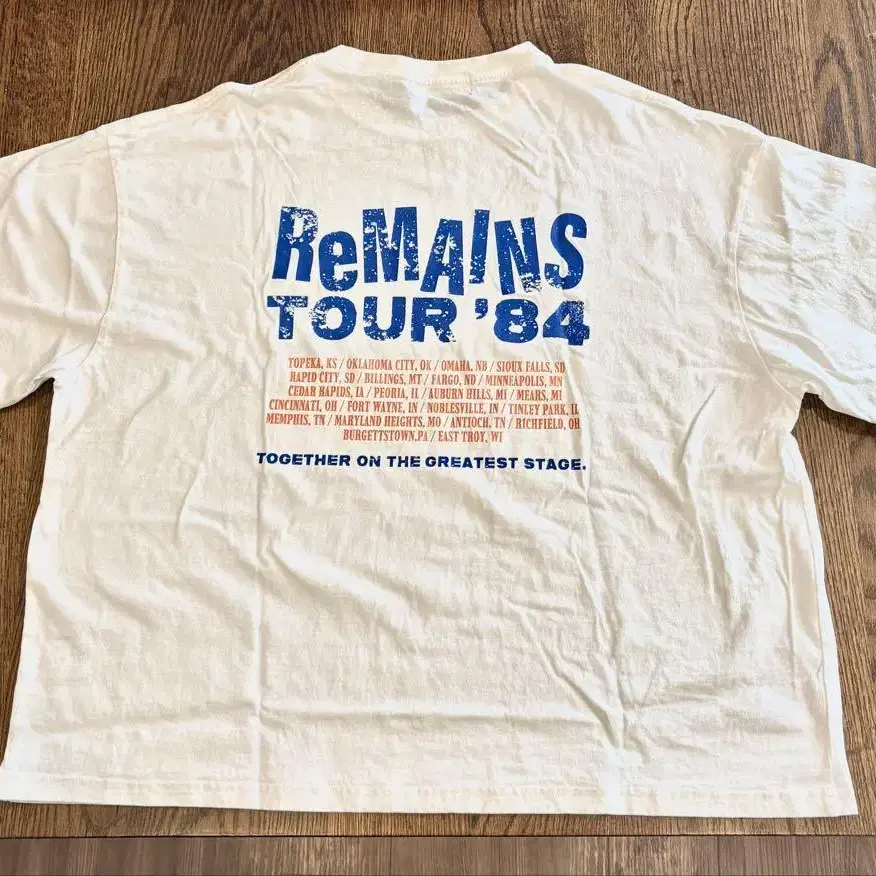 ReMAINS
TOUR '84
TOPEKA, KS / OKLAHOMA CITY, OK / OMAHA, NB / SIOUX FALLS, SD
RAPID CITY, SD / BILLINGS, MT / FARGO, ND / MINNEAPOLIS, MN
CEDAR RAPIDS, IA / PEORIA, IL / AUBURN HILLS, MI / MEARS, MI
CINCINNATI, OH / FORT WAYNE, IN / NOBLESVILLE, IN / TINLEY PARK, IL
MEMPHIS, TN / MARYLAND HEIGHTS, MO / ANTIOCH, TN / RICHFIELD, OH
BURGETTSTOWN,PA / EAST TROY, WI
TOGETHER ON THE GREATEST STAGE.